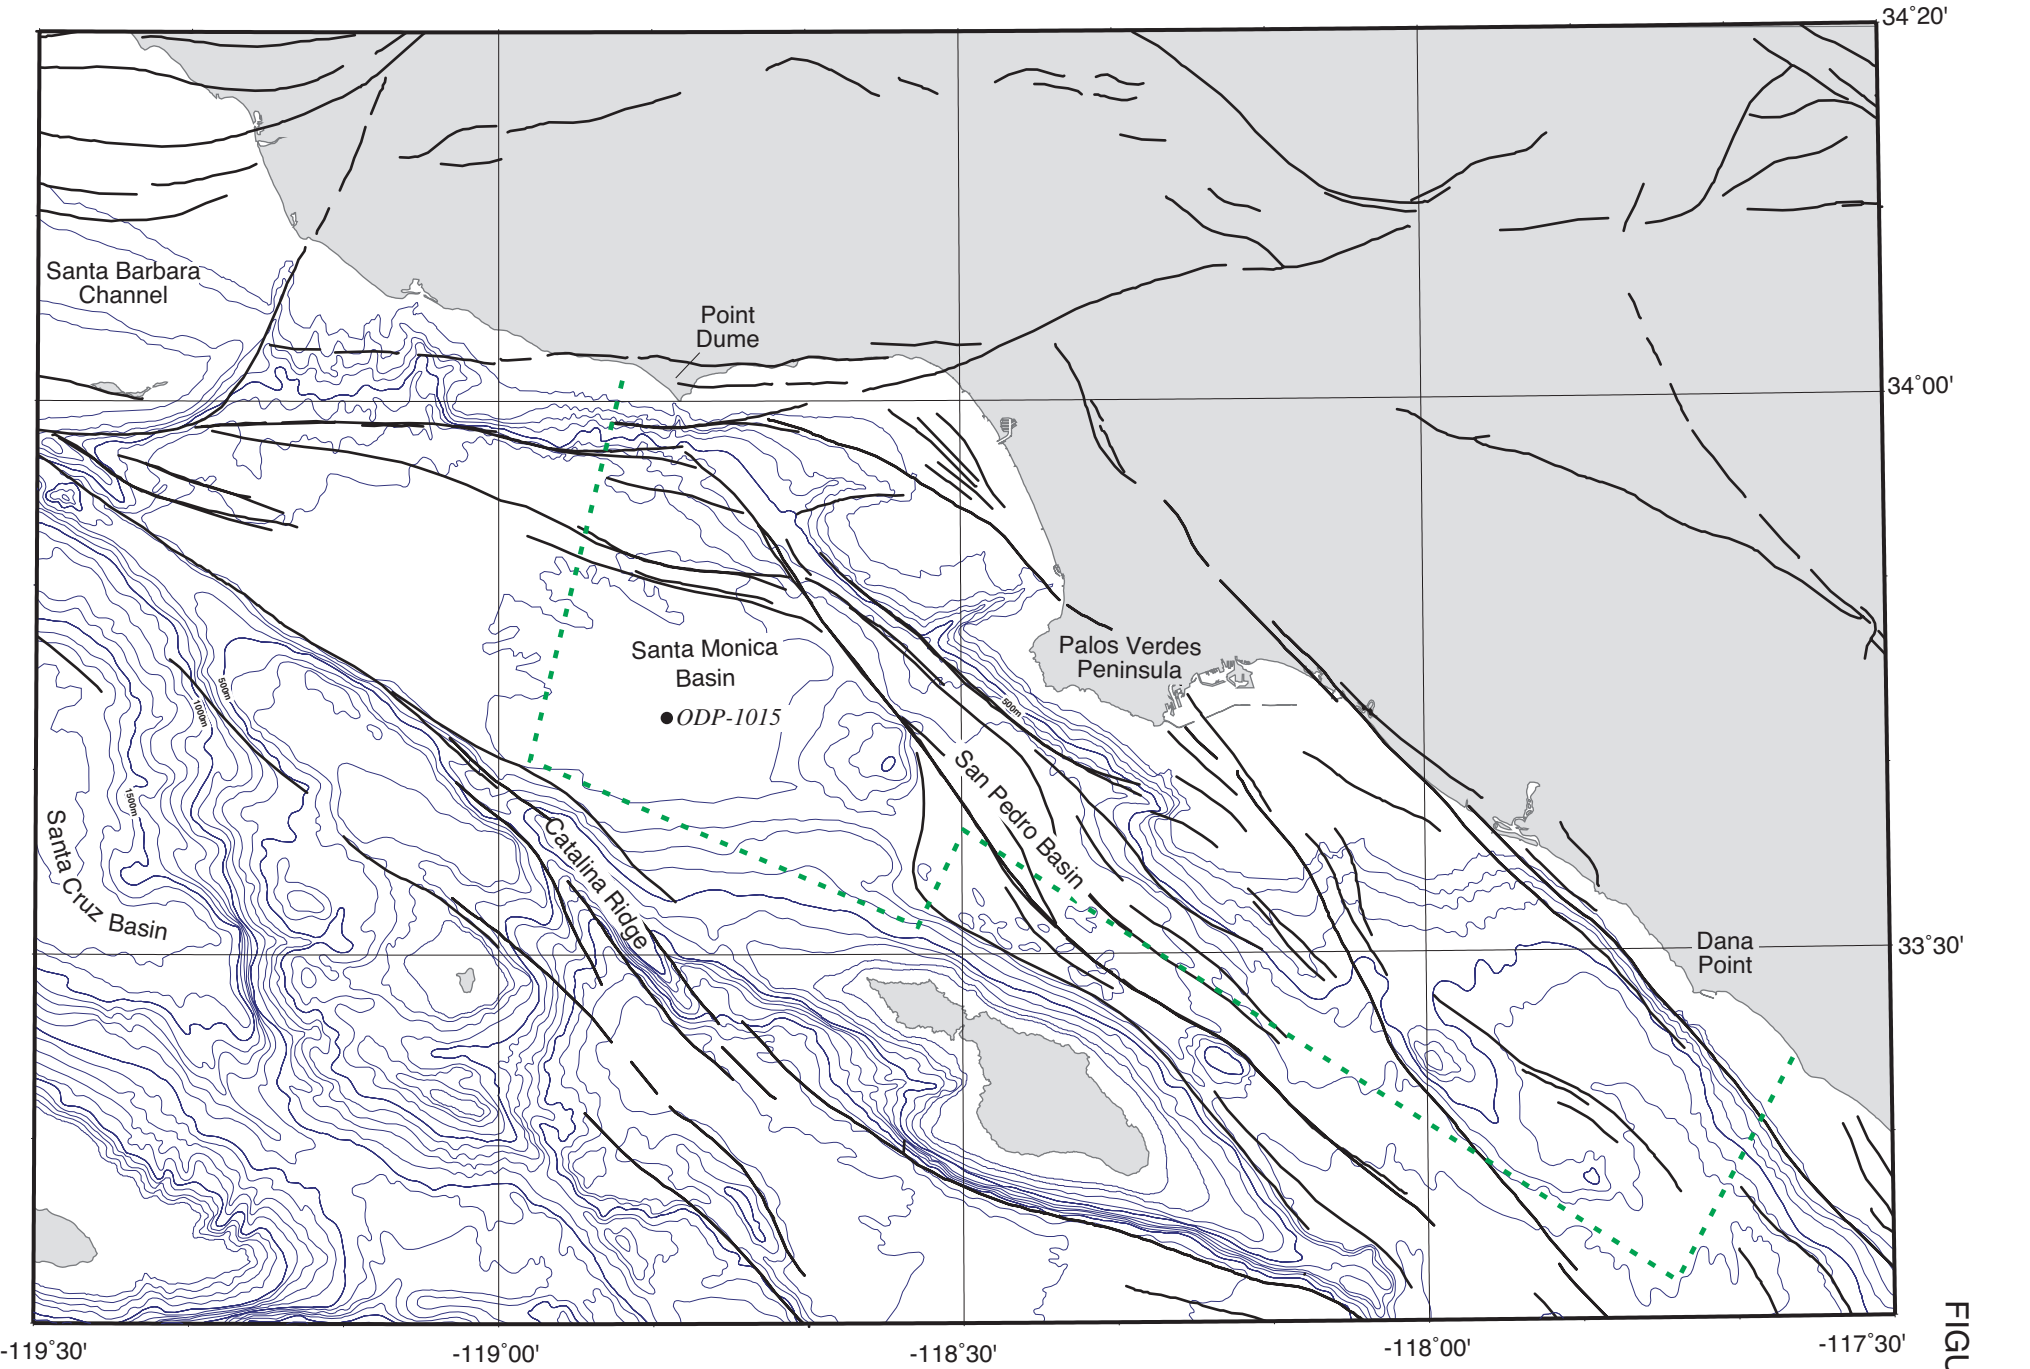 34°20'
Santa Barbara
Channel
Point
Dume
34°00'
Santa Monica
Basin
ODP-1015
Palos Verdes
Peninsula
500m
1000m
1500m
500m
San Pedro Basin
Catalina Ridge
Santa Cruz Basin
Dana
Point
33°30'
-119°30'
-119°00'
-118°30'
-118°00'
-117°30'
FIGU